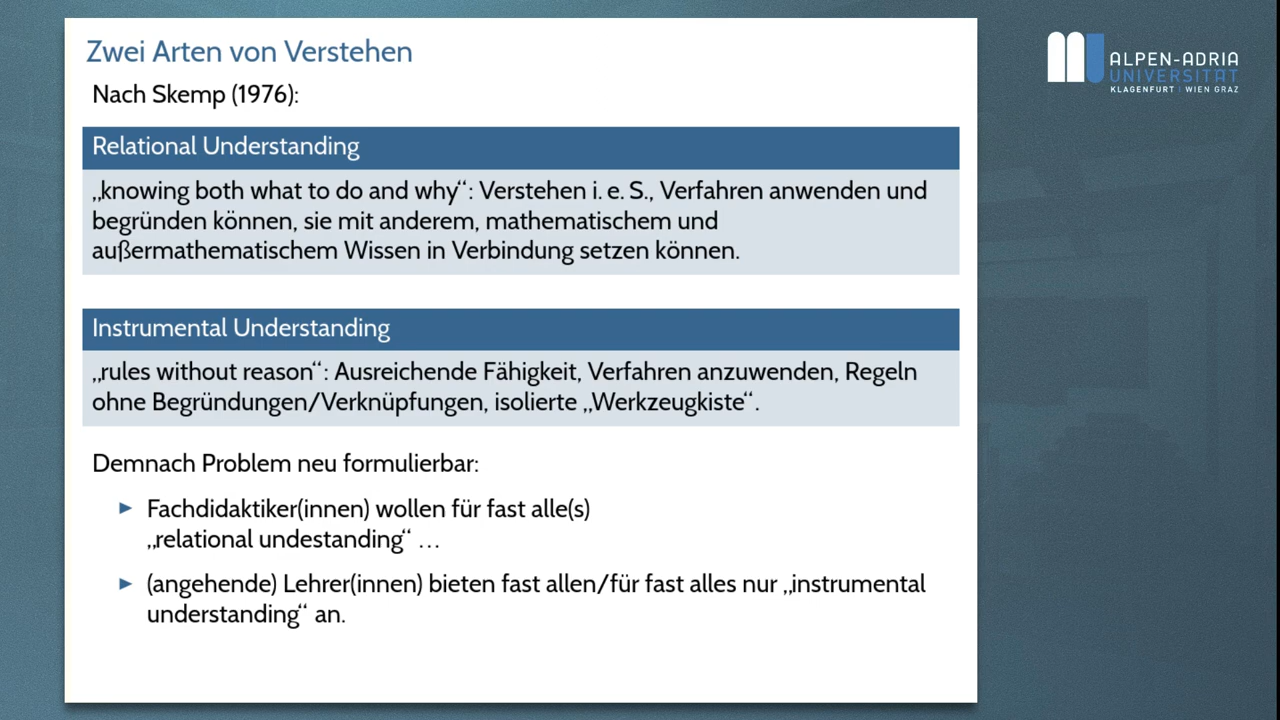 Zwei Arten von Verstehen
Nach Skemp (1976):
Relational Understanding
„knowing both what to do and why“: Verstehen i. e. S., Verfahren anwenden und
begründen können, sie mit anderem, mathematischem und
außermathematischem Wissen in Verbindung setzen können.
Instrumental Understanding
„rules without reason“: Ausreichende Fähigkeit, Verfahren anzuwenden, Regeln
ohne Begründungen/Verknüpfungen, isolierte „Werkzeugkiste“.
Demnach Problem neu formulierbar:
► Fachdidaktiker(innen) wollen für fast alle(s)
„relational undestanding“ …
► (angehende) Lehrer(innen) bieten fast allen/für fast alles nur „instrumental
understanding“ an.
ALPEN-ADRIA
UNIVERSITÄT
KLAGENFURT | WIEN GRAZ